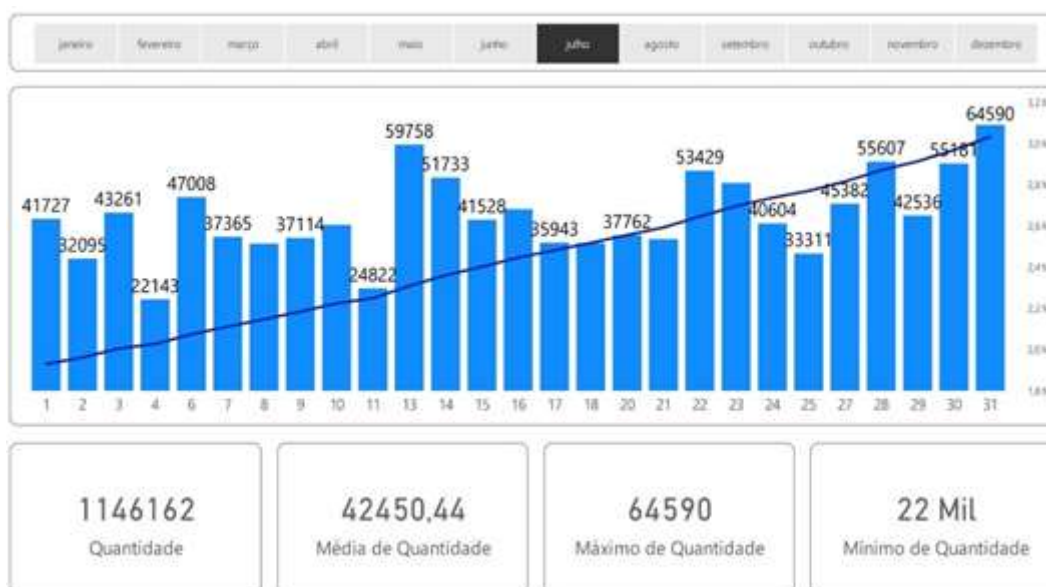 janeiro fevereiro março abril maio junho julho agosto setembro outubro novembro dezembro
41727 32095 43261 22143 47008 37365 37114 24822 59758 51733 41528 35943 37762 53429 40604 33311 45382 55607 42536 55181 64590
1 2 3 4 6 7 8 9 10 11 13 14 15 16 17 18 20 21 22 23 24 25 27 28 29 30 31
1146162 42450,44 64590 22 Mil
Quantidade Média de Quantidade Máximo de Quantidade Mínimo de Quantidade